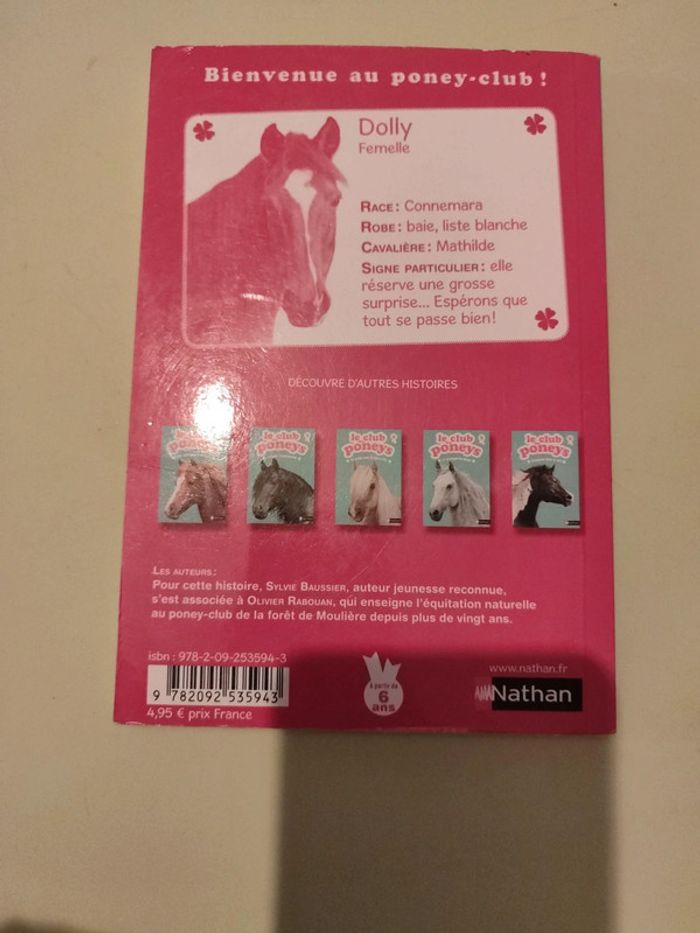 Bienvenue au poney-club !
Dolly
Femelle
RACE : Connemara
ROBE : baie, liste blanche
CAVALIÈRE : Mathilde
SIGNE PARTICULIER : elle
réserve une grosse
surprise... Espérons que
tout se passe bien !
DÉCOUVRE D'AUTRES HISTOIRES
le club
poneys
le club
poneys
le club
poneys
le club
poneys
le club
poneys
LES AUTEURS :
Pour cette histoire, SYLVIE BAUSSIER, auteur jeunesse reconnue,
s'est associée à OLIVIER RABOUAN, qui enseigne l'équitation naturelle
au poney-club de la forêt de Moulière depuis plus de vingt ans.
isbn : 978-2-09-253594-3
9 782092 535943
4,95 € prix France
à partir de
6
ans
www.nathan.fr
Nathan